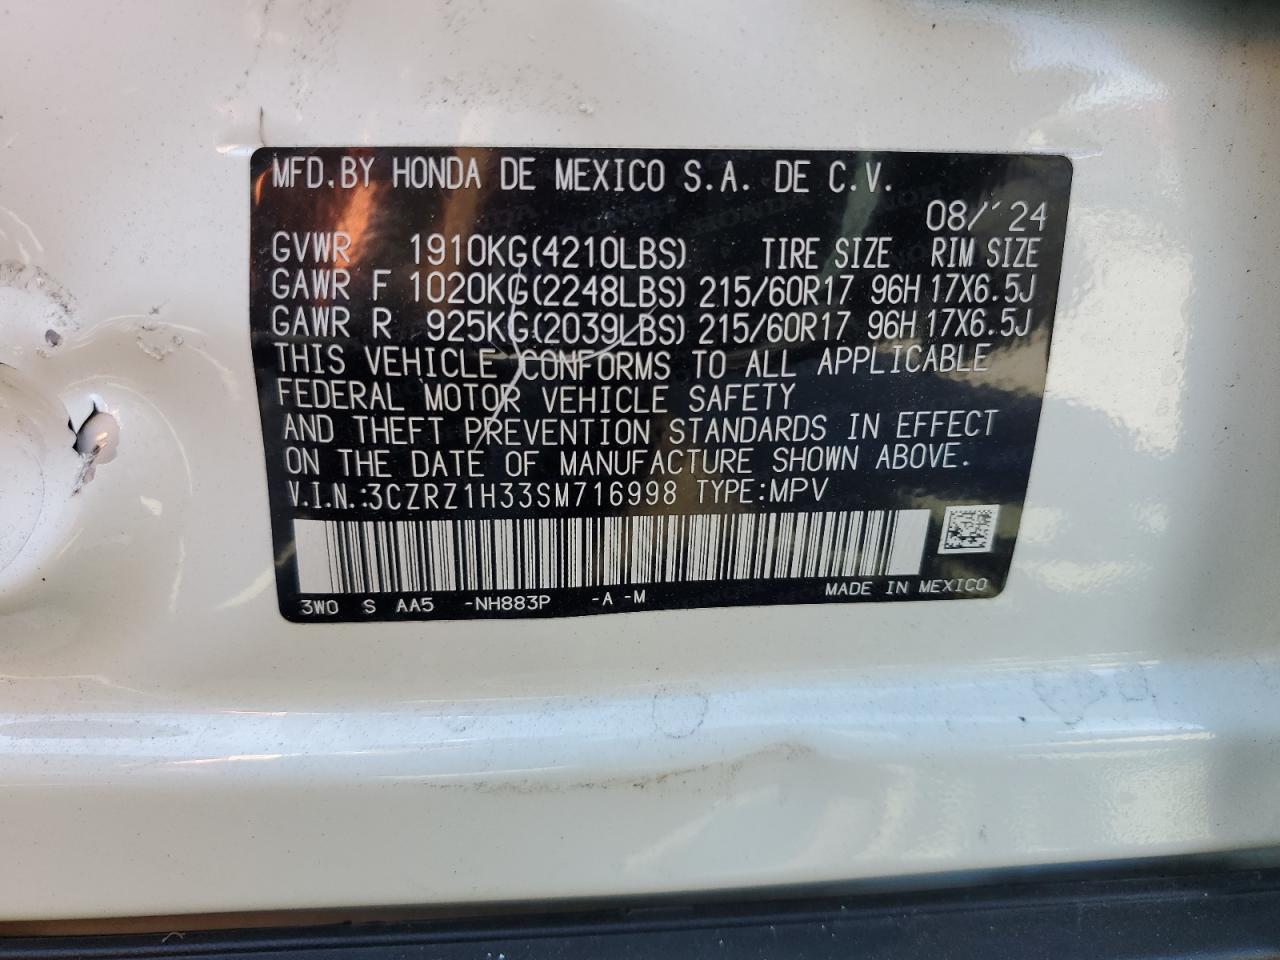 MFD.BY HONDA DE MEXICO S.A. DE C.V.
08/'24
GVWR 1910KG(4210LBS) TIRE SIZE RIM SIZE
GAWR F 1020KG(2248LBS) 215/60R17 96H 17X6.5J
GAWR R 925KG(2039LBS) 215/60R17 96H 17X6.5J
THIS VEHICLE CONFORMS TO ALL APPLICABLE
FEDERAL MOTOR VEHICLE SAFETY
AND THEFT PREVENTION STANDARDS IN EFFECT
ON THE DATE OF MANUFACTURE SHOWN ABOVE.
V.I.N.:3CZRZ1H33SM716998 TYPE:MPV
3W0 S AA5 -NH883P -A -M MADE IN MEXICO